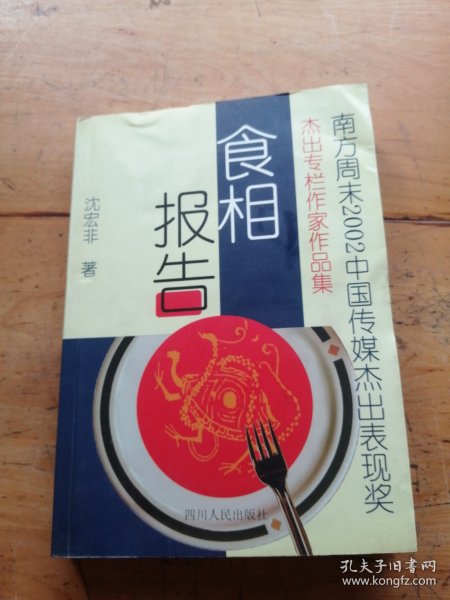 南方周末2002中国传媒杰出表现奖
杰出专栏作家作品集
食相
报告
沈宏非 著
四川人民出版社
孔夫子旧书网
www.kongfz.com